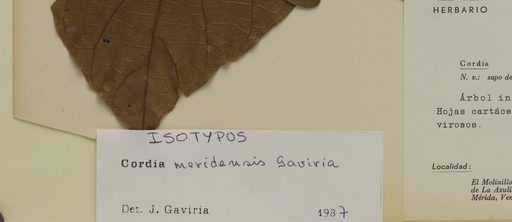 ISOTYPOS
Cordia meridensis Gaviria
Det. J. Gaviria 1987
HERBARIO
Cordia
N. v.: sapo de
Árbol in
Hojas cartáce
virosos.
Localidad:
El Molinillo
de La Azuli
Mérida, Ven